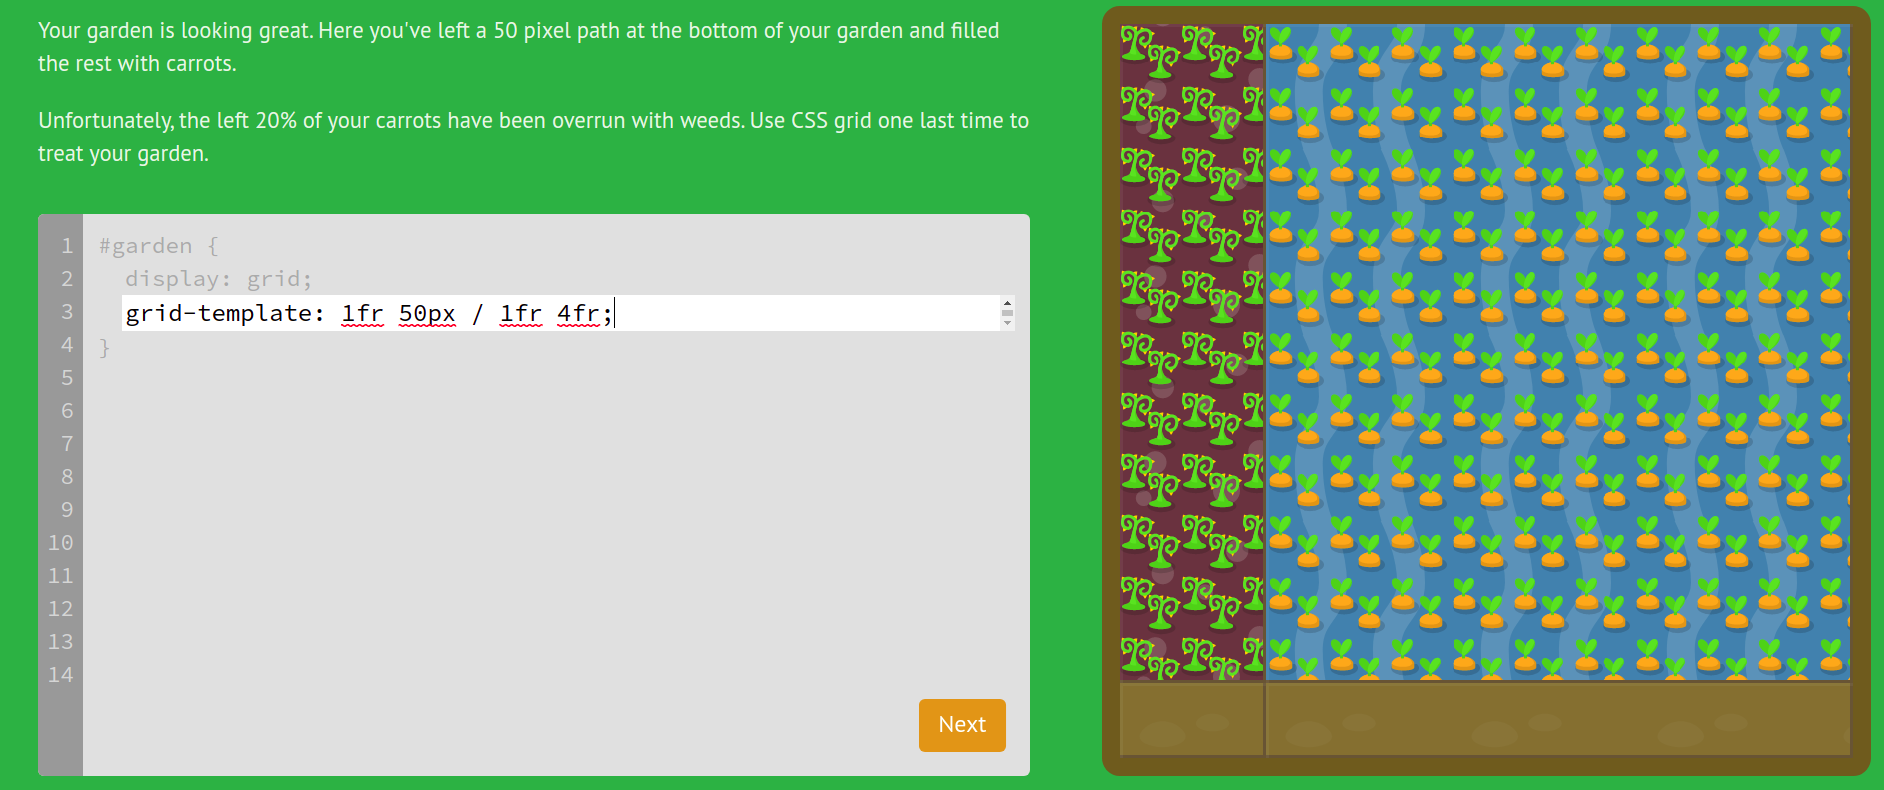 Your garden is looking great. Here you've left a 50 pixel path at the bottom of your garden and filled
the rest with carrots.
Unfortunately, the left 20% of your carrots have been overrun with weeds. Use CSS grid one last time to
treat your garden.
1 #garden {
2 display: grid;
3 grid-template: 1fr 50px / 1fr 4fr;
4 }
5
6
7
8
9
10
11
12
13
14
Next